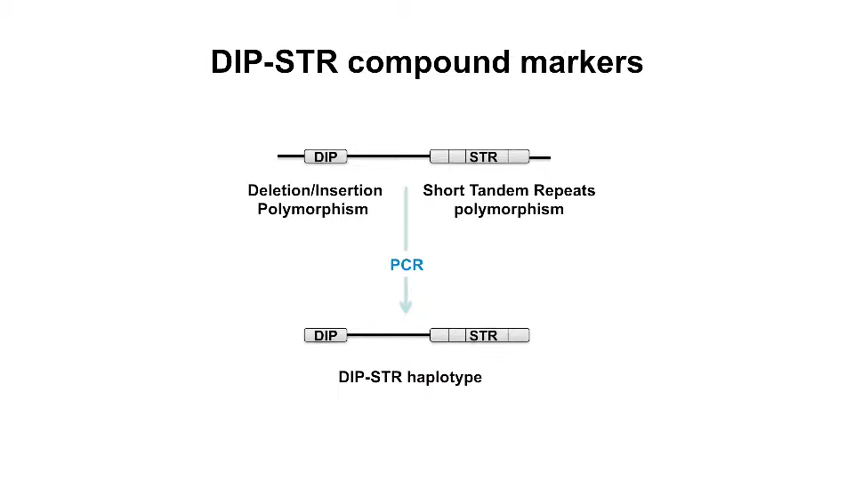 DIP-STR compound markers
DIP STR
Deletion/Insertion Short Tandem Repeats
Polymorphism polymorphism
PCR
DIP STR
DIP-STR haplotype